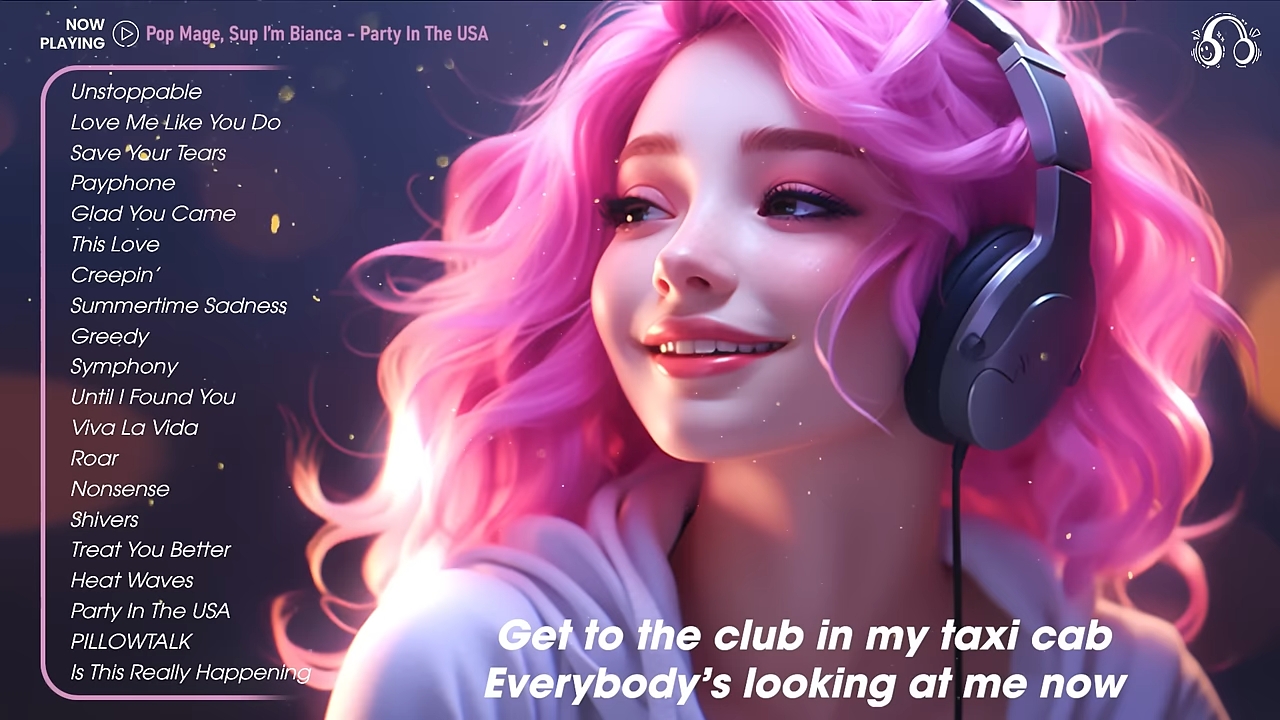 NOW
PLAYING
Pop Mage, Sup I'm Bianca - Party In The USA
Unstoppable
Love Me Like You Do
Save Your Tears
Payphone
Glad You Came
This Love
Creepin’
Summertime Sadness
Greedy
Symphony
Until I Found You
Viva La Vida
Roar
Nonsense
Shivers
Treat You Better
Heat Waves
Party In The USA
PILLOWTALK
Is This Really Happening
Get to the club in my taxi cab
Everybody’s looking at me now